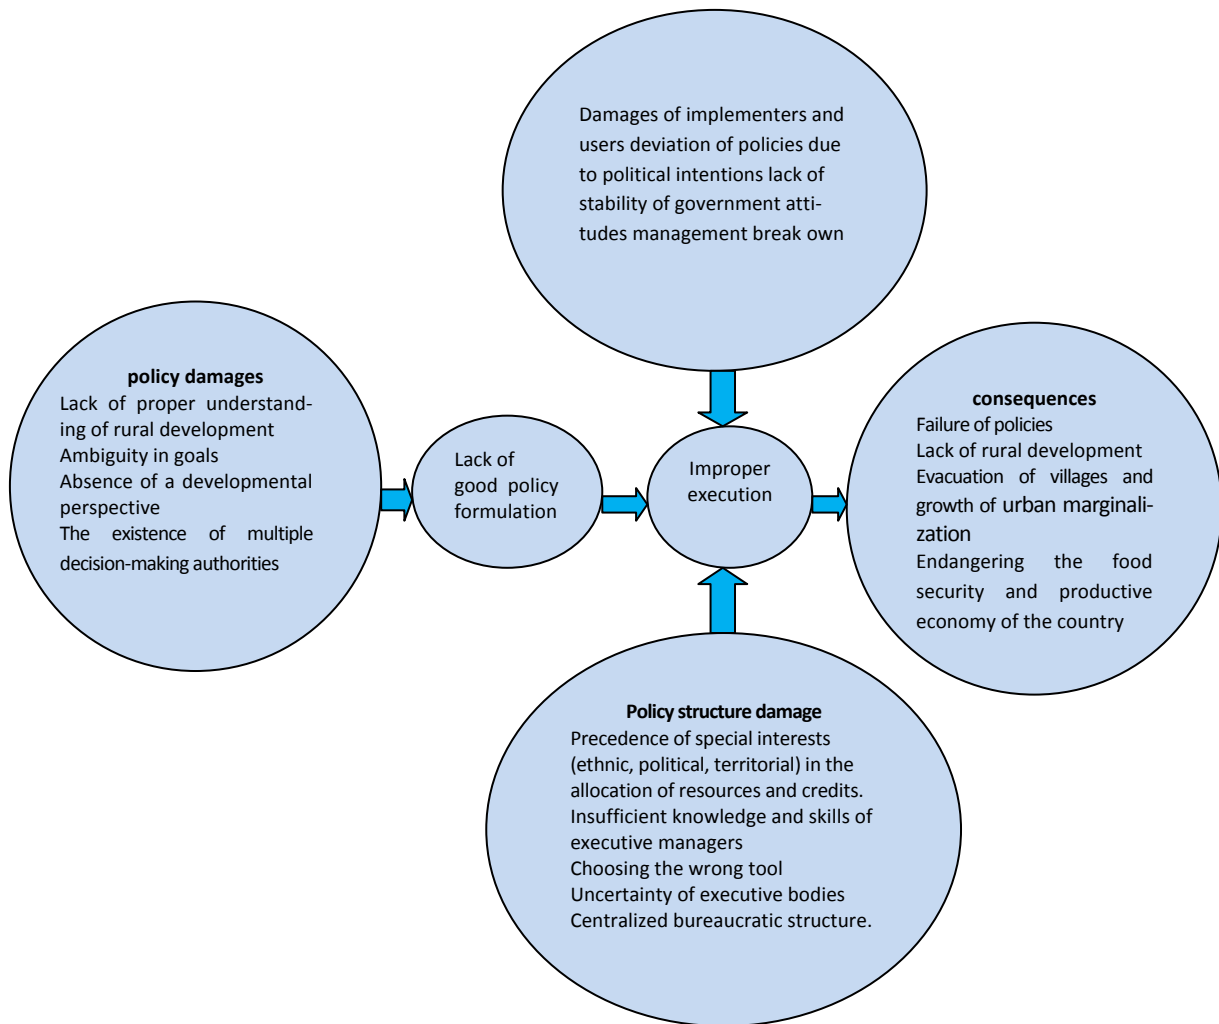 Damages of implementers and
users deviation of policies due
to political intentions lack of
stability of government atti-
tudes management break own
policy damages
Lack of proper understand-
ing of rural development
Ambiguity in goals
Absence of a developmental
perspective
The existence of multiple
decision-making authorities
Lack of
good policy
formulation
Improper
execution
consequences
Failure of policies
Lack of rural development
Evacuation of villages and
growth of urban marginali-
zation
Endangering the food
security and productive
economy of the country
Policy structure damage
Precedence of special interests
(ethnic, political, territorial) in the
allocation of resources and credits.
Insufficient knowledge and skills of
executive managers
Choosing the wrong tool
Uncertainty of executive bodies
Centralized bureaucratic structure.